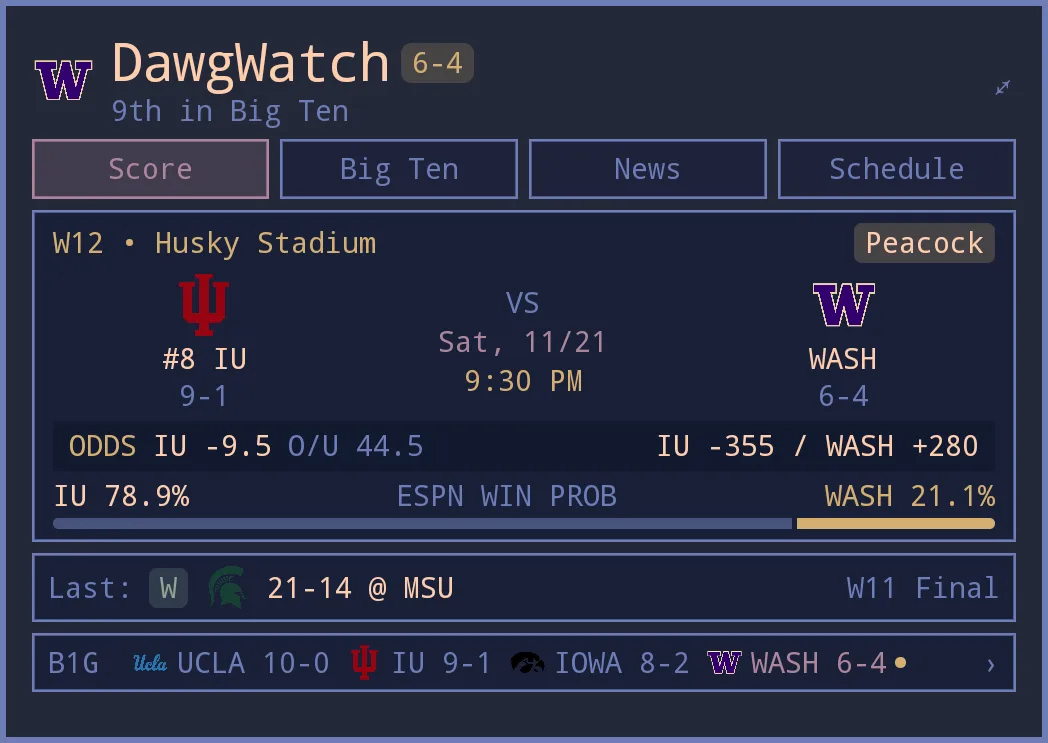 W DawgWatch 6-4
9th in Big Ten
Score Big Ten News Schedule
W12 • Husky Stadium Peacock
VS
Sat, 11/21
9:30 PM
#8 IU
9-1
W
WASH
6-4
ODDS IU -9.5 O/U 44.5 IU -355 / WASH +280
IU 78.9% ESPN WIN PROB WASH 21.1%
Last: W 21-14 @ MSU W11 Final
B1G Ucla UCLA 10-0 IU 9-1 IOWA 8-2 W WASH 6-4 ›